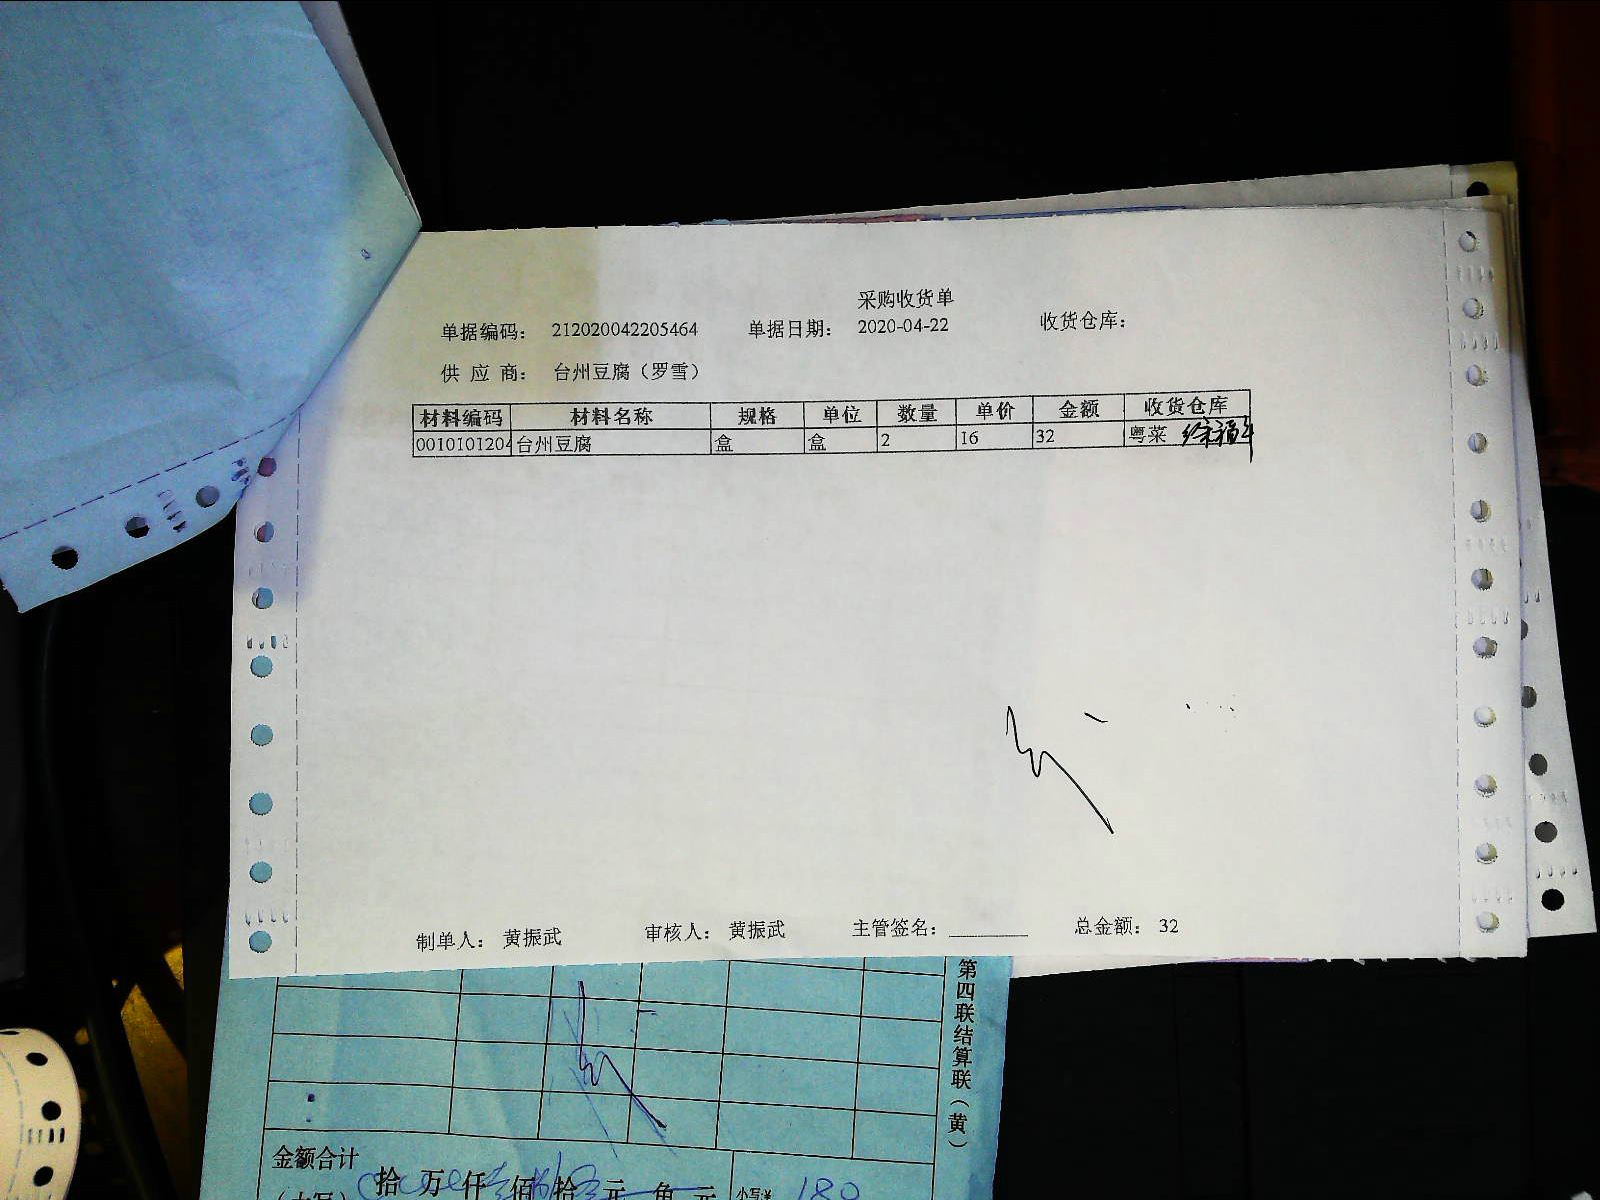 采购收货单
单据编码： 212020042205464 单据日期： 2020-04-22 收货仓库：
供 应 商： 台州豆腐（罗雪）
材料编码 材料名称 规格 单位 数量 单价 金额 收货仓库
0010101204 台州豆腐 盒 盒 2 16 32 粤菜
制单人： 黄振武 审核人： 黄振武 主管签名： 总金额： 32
第四联结算联（黄）
金额合计
（大写） 拾 万 仟 佰 拾 元 角 元 小写¥ 180